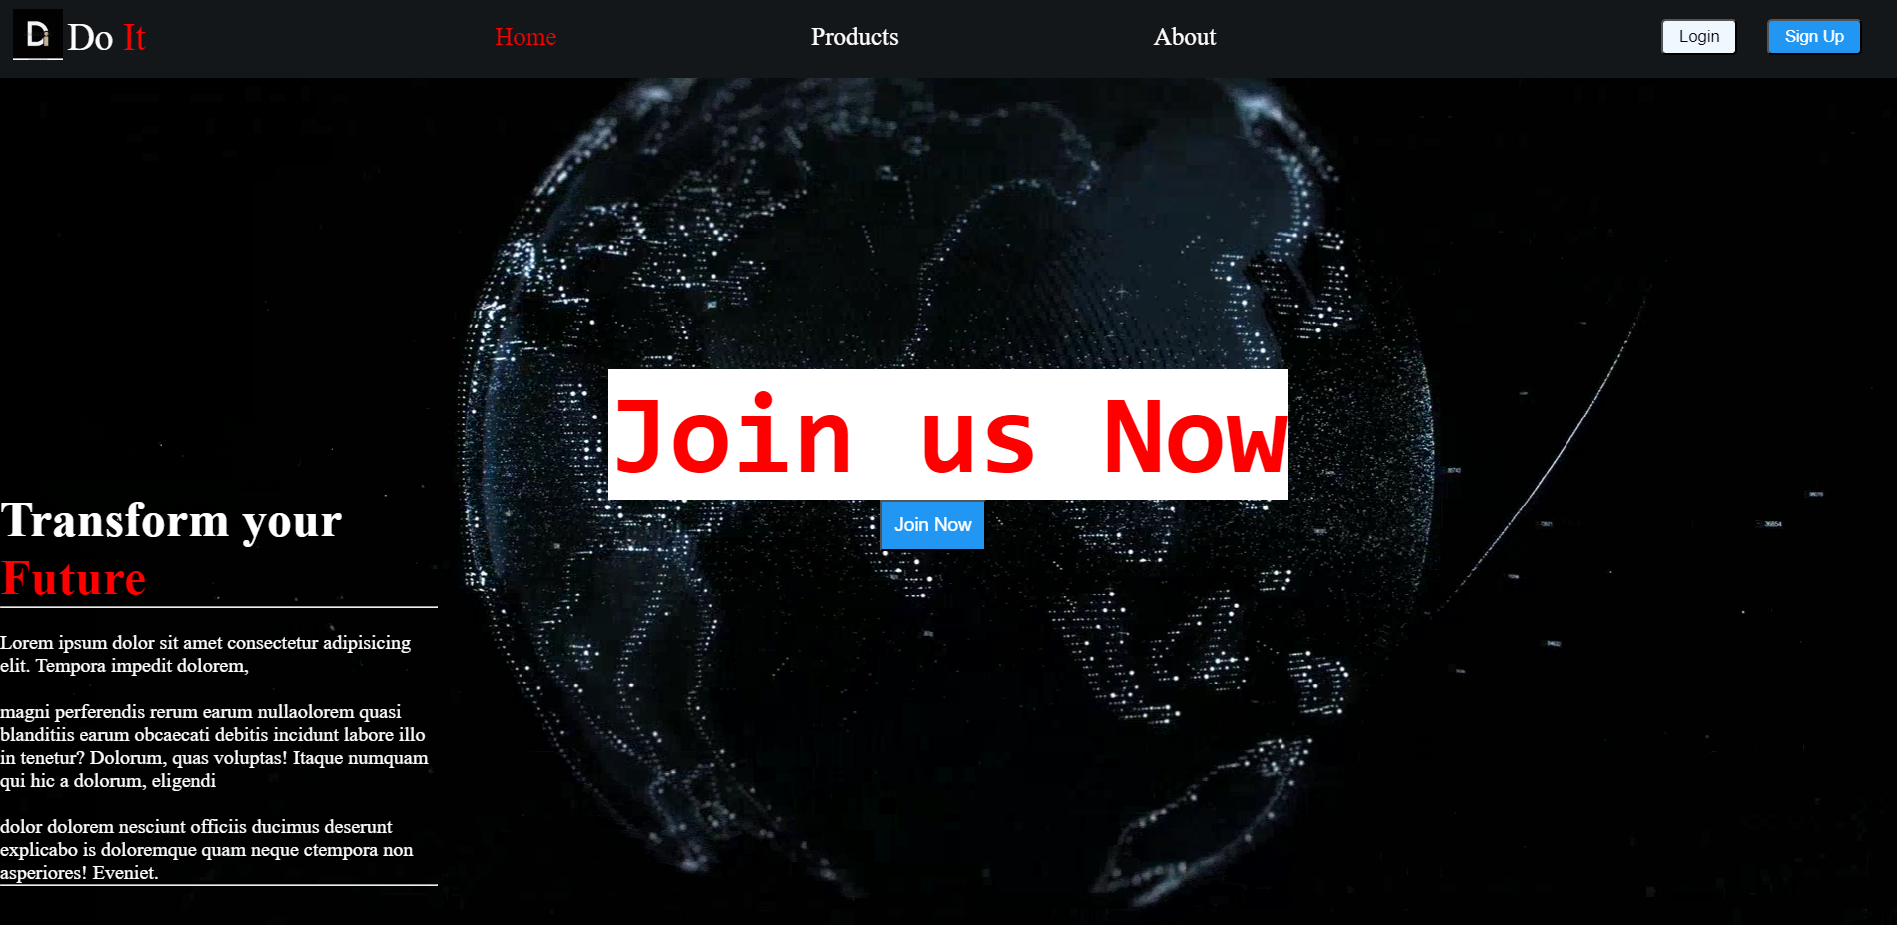 Di Do It
Home
Products
About
Login
Sign Up
Join us Now
Join Now
Transform your
Future
Lorem ipsum dolor sit amet consectetur adipisicing
elit. Tempora impedit dolorem,
magni perferendis rerum earum nullaolorem quasi
blanditiis earum obcaecati debitis incidunt labore illo
in tenetur? Dolorum, quas voluptas! Itaque numquam
qui hic a dolorum, eligendi
dolor dolorem nesciunt officiis ducimus deserunt
explicabo is doloremque quam neque ctempora non
asperiores! Eveniet.
36854